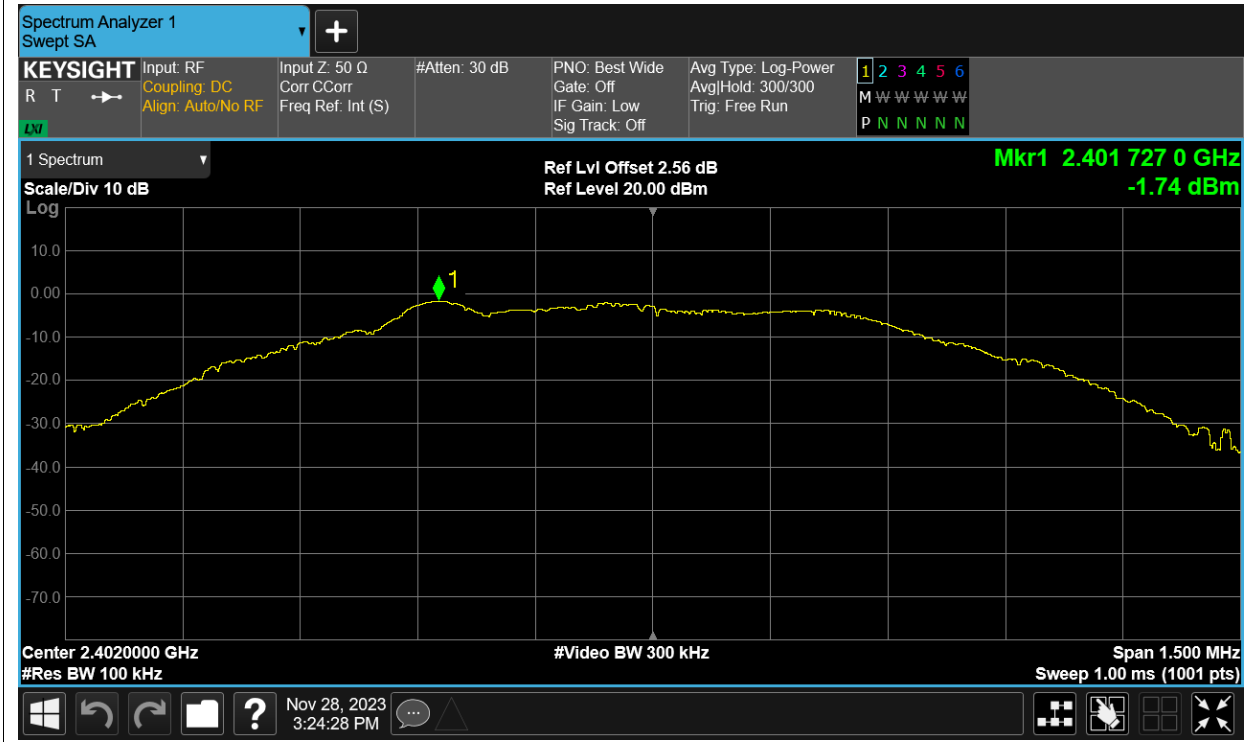 Spectrum Analyzer 1
Swept SA
+
KEYSIGHT
R T
LXI
Input: RF
Coupling: DC
Align: Auto/No RF
Input Z: 50 Ω
Corr CCorr
Freq Ref: Int (S)
#Atten: 30 dB
PNO: Best Wide
Gate: Off
IF Gain: Low
Sig Track: Off
Avg Type: Log-Power
Avg|Hold: 300/300
Trig: Free Run
1 2 3 4 5 6
M W W W W W
P N N N N N
1 Spectrum
Scale/Div 10 dB
Log
Ref Lvl Offset 2.56 dB
Ref Level 20.00 dBm
Mkr1 2.401 727 0 GHz
-1.74 dBm
10.0
0.00
-10.0
-20.0
-30.0
-40.0
-50.0
-60.0
-70.0
1
Center 2.4020000 GHz
#Res BW 100 kHz
#Video BW 300 kHz
Span 1.500 MHz
Sweep 1.00 ms (1001 pts)
?
Nov 28, 2023
3:24:28 PM